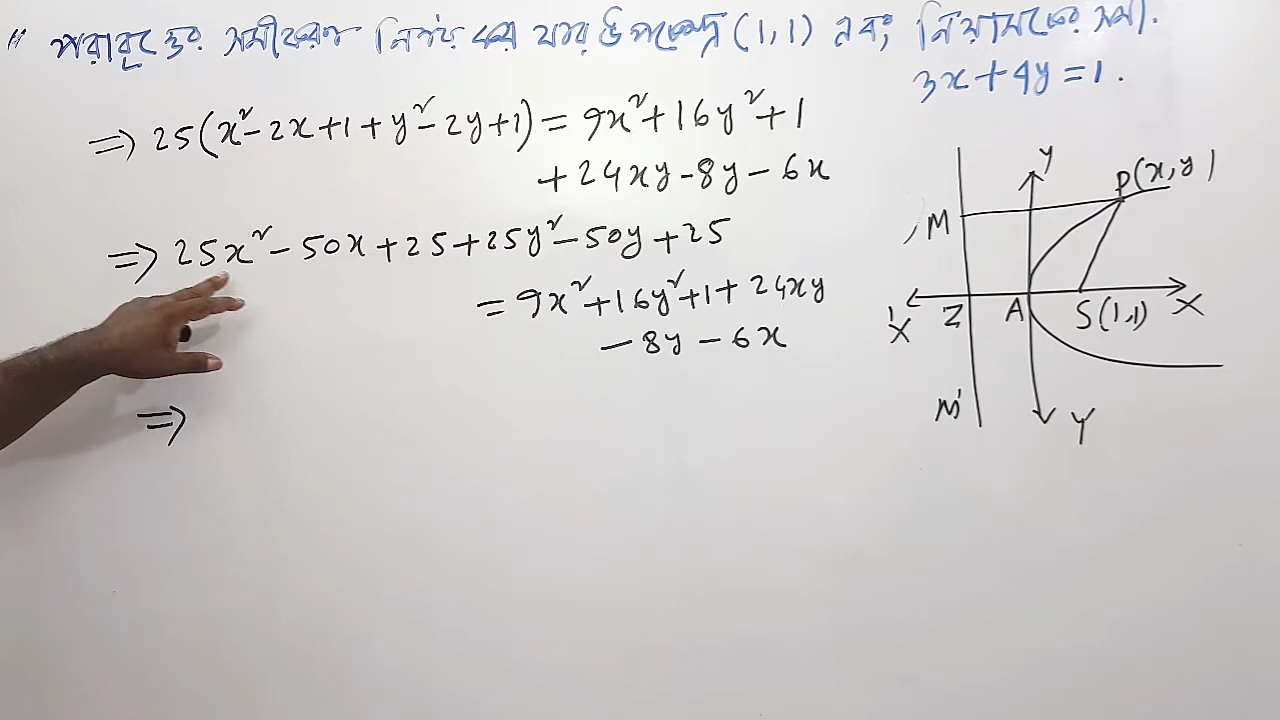 পরাবৃত্তের সমীকরণ নির্ণয় কর যার উপকেন্দ্র (1,1) এবং নিয়ামকের সমী.
3x+4y=1.
=> 25(x²-2x+1+y²-2y+1)=9x²+16y²+1
+24xy-8y-6x
=> 25x²-50x+25+25y²-50y+25
=9x²+16y²+1+24xy
-8y-6x
=>
Y
P(x,y)
M
X'
Z
A
S(1,1)
X
M'
Y